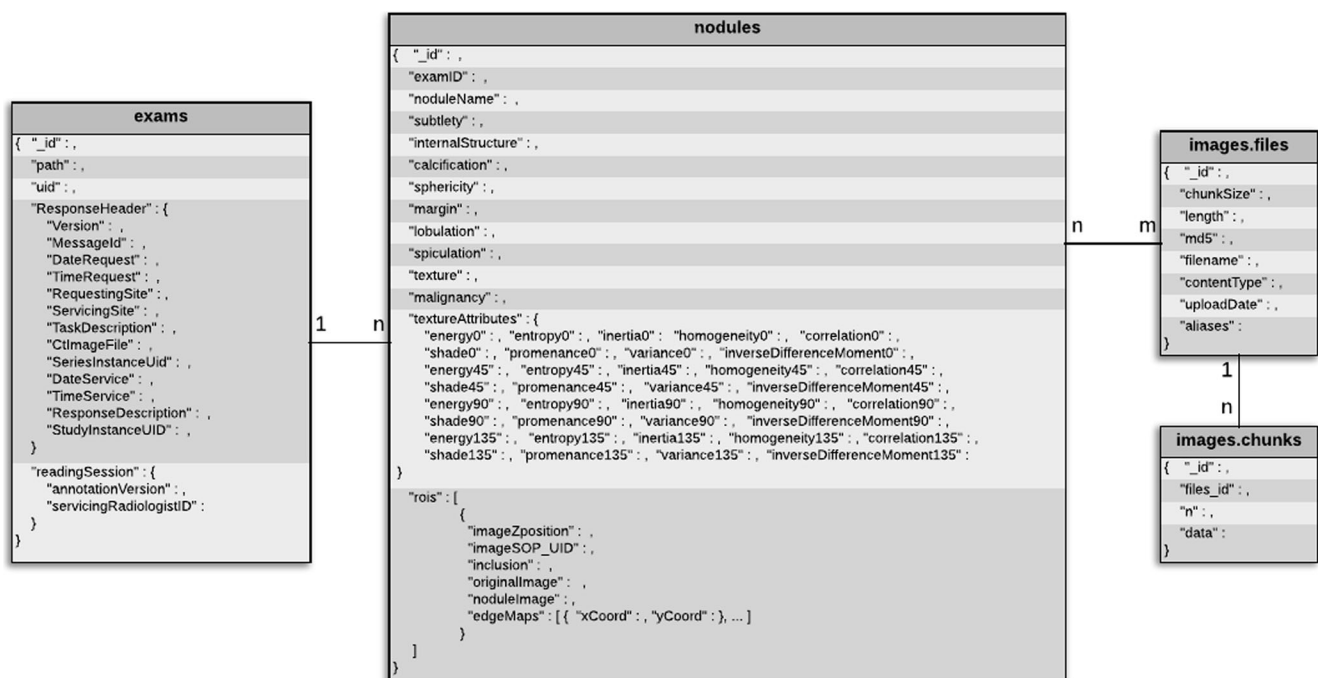 exams
{ "_id" : ,
"path" : ,
"uid" : ,
"ResponseHeader" : {
"Version" : ,
"MessageId" : ,
"DateRequest" : ,
"TimeRequest" : ,
"RequestingSite" : ,
"ServicingSite" : ,
"TaskDescription" : ,
"CtImageFile" : ,
"SeriesInstanceUid" : ,
"DateService" : ,
"TimeService" : ,
"ResponseDescription" : ,
"StudyInstanceUID" : ,
}
"readingSession" : {
"annotationVersion" : ,
"servicingRadiologistID" :
}
}
1 n
nodules
{ "_id" : ,
"examID" : ,
"noduleName" : ,
"subtlety" : ,
"internalStructure" : ,
"calcification" : ,
"sphericity" : ,
"margin" : ,
"lobulation" : ,
"spiculation" : ,
"texture" : ,
"malignancy" : ,
"textureAttributes" : {
"energy0" : , "entropy0" : , "inertia0" : "homogeneity0" : , "correlation0" : ,
"shade0" : , "promenance0" : , "variance0" : , "inverseDifferenceMoment0" : ,
"energy45" : , "entropy45" : , "inertia45" : , "homogeneity45" : , "correlation45" : ,
"shade45" : , "promenance45" : , "variance45" : , "inverseDifferenceMoment45" : ,
"energy90" : , "entropy90" : , "inertia90" : , "homogeneity90" : , "correlation90" : ,
"shade90" : , "promenance90" : , "variance90" : , "inverseDifferenceMoment90" : ,
"energy135" : , "entropy135" : , "inertia135" : , "homogeneity135" : , "correlation135" : ,
"shade135" : , "promenance135" : , "variance135" : , "inverseDifferenceMoment135" :
}
"rois" : [
{
"imageZposition" : ,
"imageSOP_UID" : ,
"inclusion" : ,
"originalImage" : ,
"noduleImage" : ,
"edgeMaps" : [ { "xCoord" : , "yCoord" : }, ... ]
}
]
}
n m
images.files
{ "_id" : ,
"chunkSize" : ,
"length" : ,
"md5" : ,
"filename" : ,
"contentType" : ,
"uploadDate" : ,
"aliases" :
}
1
n
images.chunks
{ "_id" : ,
"files_id" : ,
"n" : ,
"data" :
}